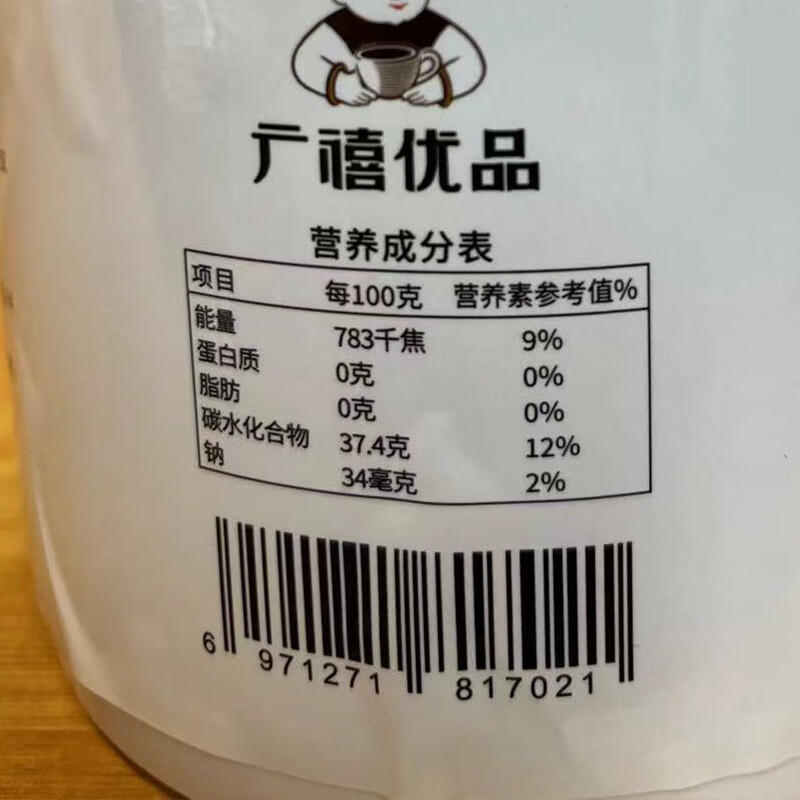 广禧优品
营养成分表
项目 每100克 营养素参考值%
能量 783千焦 9%
蛋白质 0克 0%
脂肪 0克 0%
碳水化合物 37.4克 12%
钠 34毫克 2%
6 971271 817021